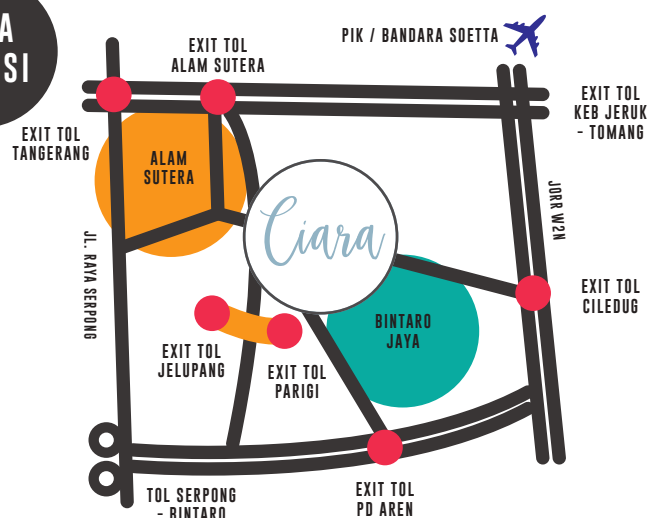 A
SI
PIK / BANDARA SOETTA
EXIT TOL
ALAM SUTERA
EXIT TOL
KEB JERUK
- TOMANG
EXIT TOL
TANGERANG
ALAM
SUTERA
Ciara
JORR W2N
JL. RAYA SERPONG
EXIT TOL
CILEDUG
BINTARO
JAYA
EXIT TOL
JELUPANG
EXIT TOL
PARIGI
TOL SERPONG
- BINTARO
EXIT TOL
PD AREN